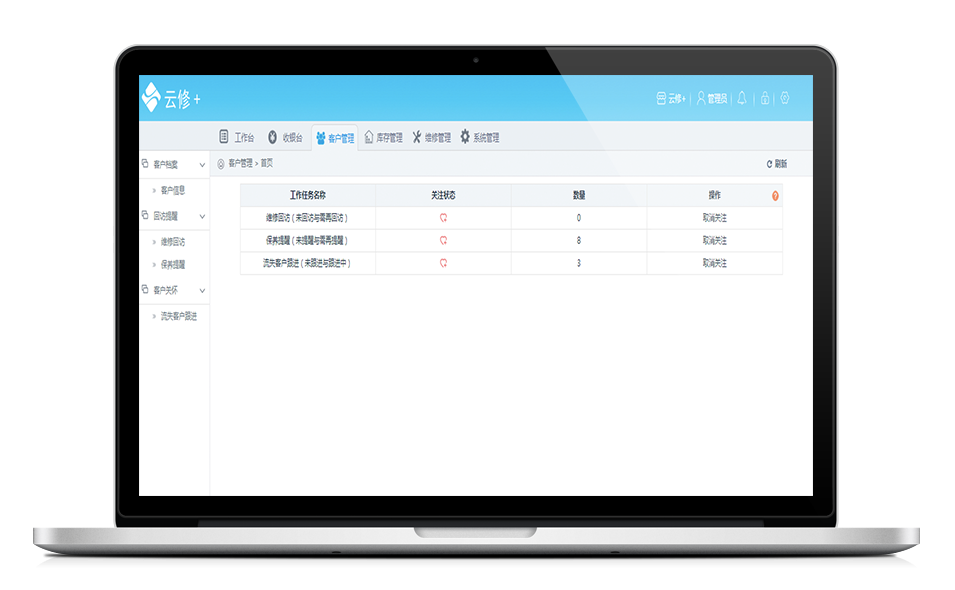 云修+
云修+ 管理员
工作台 收银台 客户管理 库存管理 维修管理 系统管理
客户档案
客户管理 > 首页 刷新
客户信息
回访提醒
维修回访
保养提醒
客户关怀
流失客户跟进
工作任务名称 关注状态 数量 操作
维修回访 ( 未回访与需再回访 ) 0 取消关注
保养提醒 ( 未提醒与需再提醒 ) 8 取消关注
流失客户跟进 ( 未跟进与跟进中 ) 3 取消关注